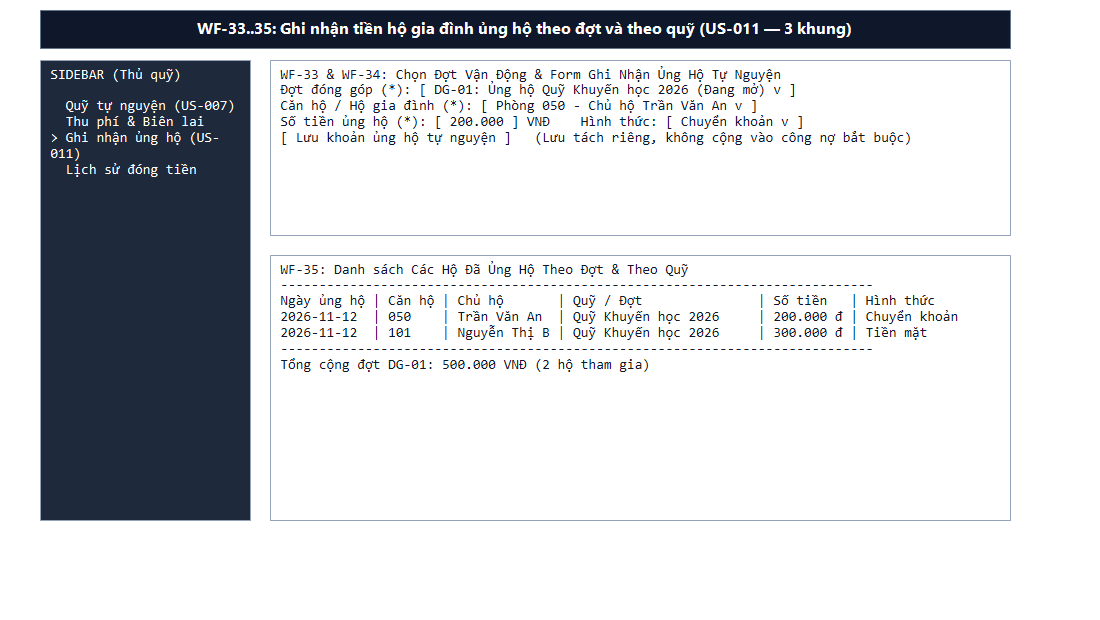 WF-33..35: Ghi nhận tiền hộ gia đình ủng hộ theo đợt và theo quỹ (US-011 — 3 khung)
SIDEBAR (Thủ quỹ)
Quỹ tự nguyện (US-007)
Thu phí & Biên lai
> Ghi nhận ủng hộ (US-
011)
Lịch sử đóng tiền
WF-33 & WF-34: Chọn Đợt Vận Động & Form Ghi Nhận Ủng Hộ Tự Nguyện
Đợt đóng góp (*): [ DG-01: Ủng hộ Quỹ Khuyến học 2026 (Đang mở) v ]
Căn hộ / Hộ gia đình (*): [ Phòng 050 - Chủ hộ Trần Văn An v ]
Số tiền ủng hộ (*): [ 200.000 ] VNĐ    Hình thức: [ Chuyển khoản v ]
[ Lưu khoản ủng hộ tự nguyện ]   (Lưu tách riêng, không cộng vào công nợ bắt buộc)
WF-35: Danh sách Các Hộ Đã Ủng Hộ Theo Đợt & Theo Quỹ
-----------------------------------------------------------------------------
Ngày ủng hộ | Căn hộ | Chủ hộ       | Quỹ / Đợt               | Số tiền   | Hình thức
2026-11-12  | 050    | Trần Văn An  | Quỹ Khuyến học 2026     | 200.000 đ | Chuyển khoản
2026-11-12  | 101    | Nguyễn Thị B | Quỹ Khuyến học 2026     | 300.000 đ | Tiền mặt
-----------------------------------------------------------------------------
Tổng cộng đợt DG-01: 500.000 VNĐ (2 hộ tham gia)